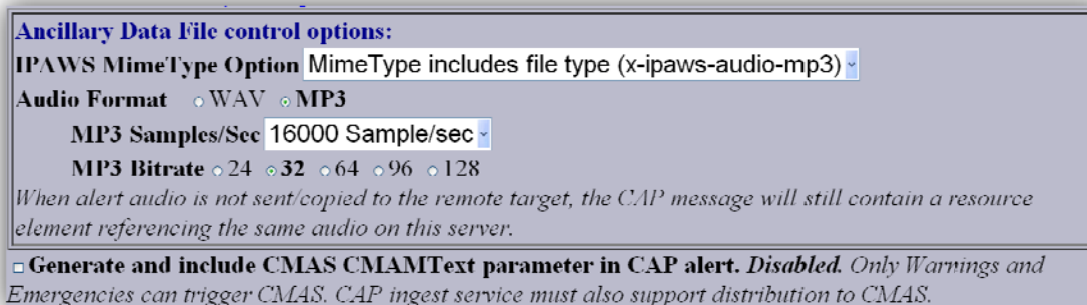 Ancillary Data File control options:
IPAWS MimeType Option MimeType includes file type (x-ipaws-audio-mp3)
Audio Format WAV MP3
MP3 Samples/Sec 16000 Sample/sec
MP3 Bitrate 24 32 64 96 128
When alert audio is not sent/copied to the remote target, the CAP message will still contain a resource
element referencing the same audio on this server.
Generate and include CMAS CMAMText parameter in CAP alert. Disabled. Only Warnings and
Emergencies can trigger CMAS. CAP ingest service must also support distribution to CMAS.